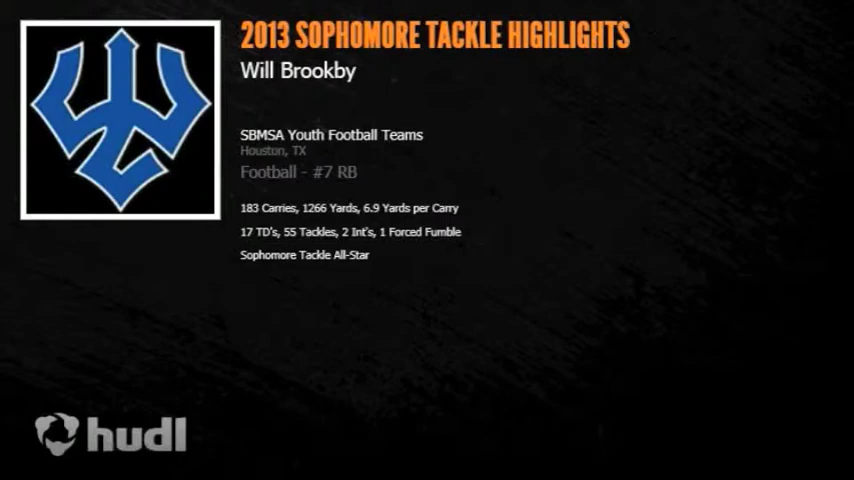 2013 SOPHOMORE TACKLE HIGHLIGHTS
Will Brookby
SBMSA Youth Football Teams
Houston, TX
Football - #7 RB
183 Carries, 1266 Yards, 6.9 Yards per Carry
17 TD's, 55 Tackles, 2 Int's, 1 Forced Fumble
Sophomore Tackle All-Star
hudl